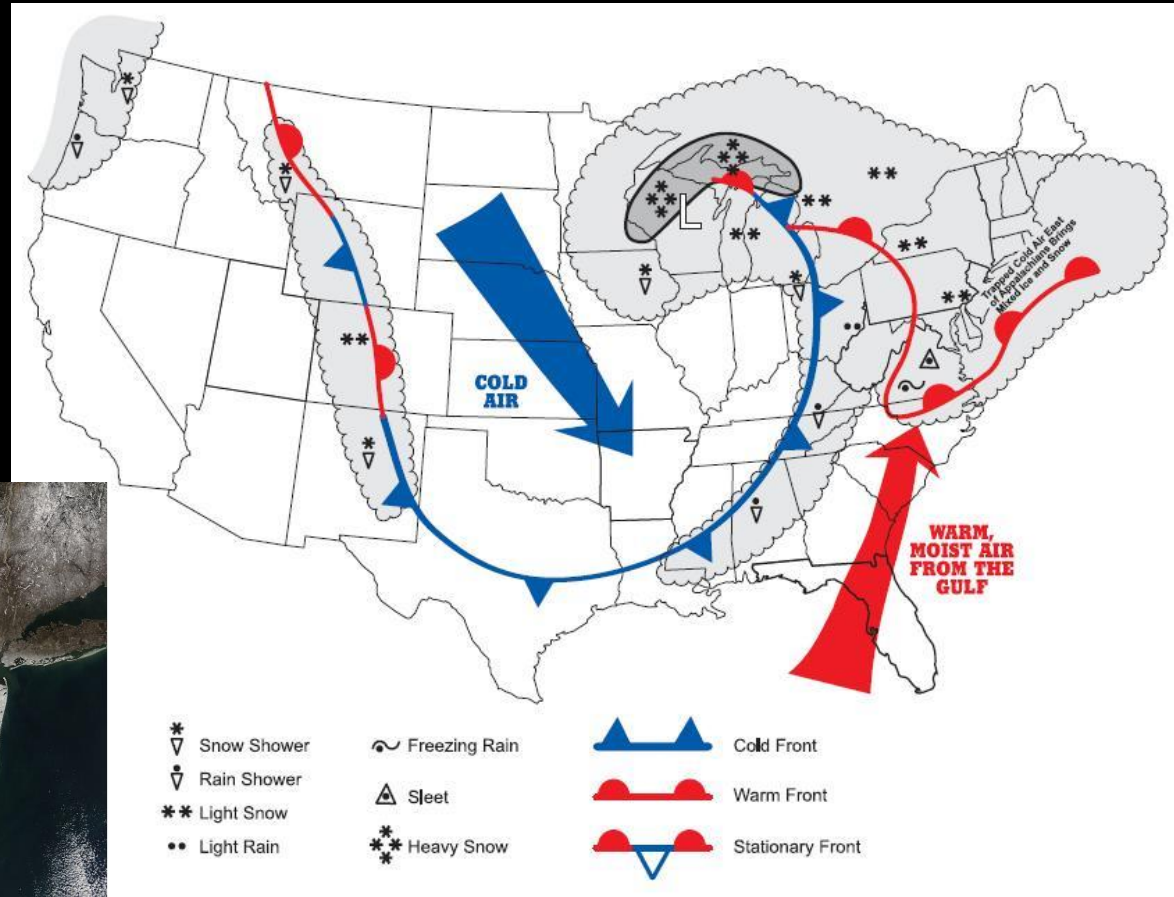 L
Trapped Cold Air East
of Appalachians Brings
Mixed Ice and Snow
COLD
AIR
WARM,
MOIST AIR
FROM THE
GULF
Snow Shower
Rain Shower
Light Snow
Light Rain
Freezing Rain
Sleet
Heavy Snow
Cold Front
Warm Front
Stationary Front